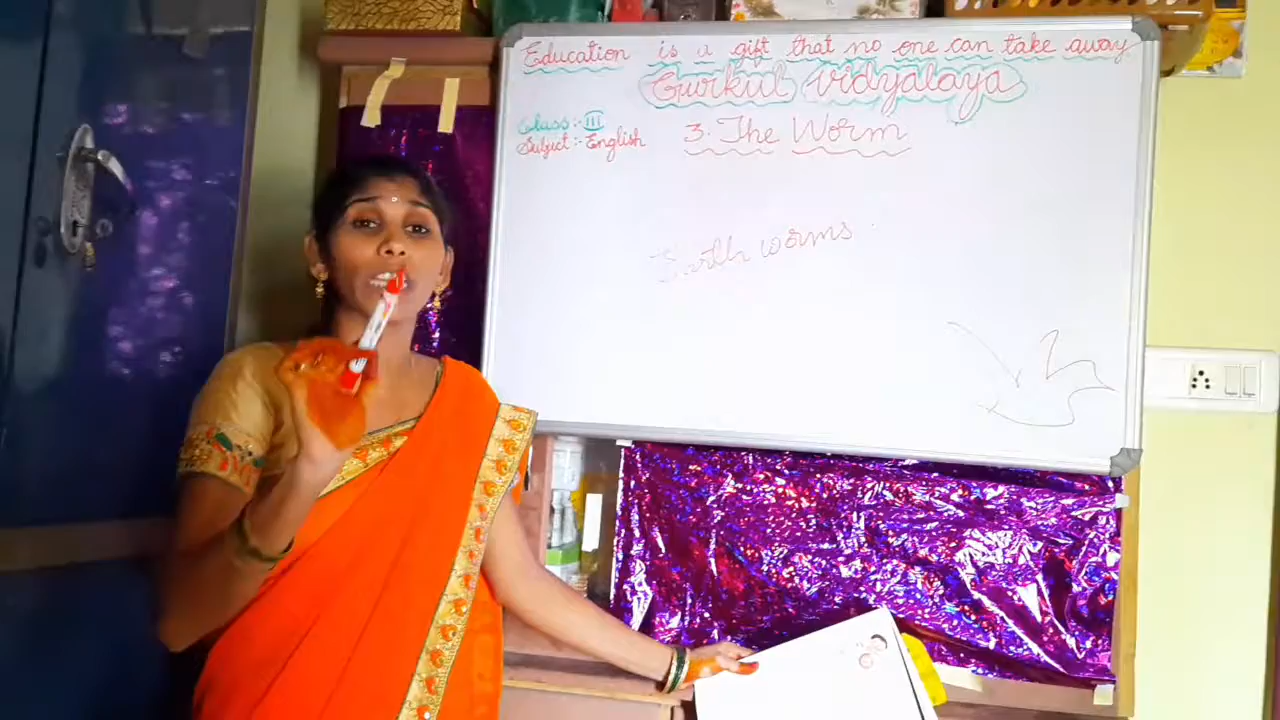 Education is a gift that no one can take away
Gurukul vidyalaya
Class:- III
Subject:- English
3. The Worm
Earth worms